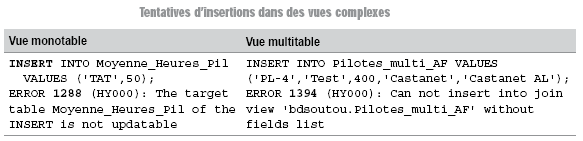 Tentatives d'insertions dans des vues complexes
Vue monotable
Vue multitable
INSERT INTO Moyenne_Heures_Pil
VALUES ('TAT',50);
ERROR 1288 (HY000): The target
table Moyenne_Heures_Pil of the
INSERT is not updatable
INSERT INTO Pilotes_multi_AF VALUES
('PL-4','Test',400,'Castanet','Castanet AL');
ERROR 1394 (HY000): Can not insert into join
view 'bdsoutou.Pilotes_multi_AF' without
fields list